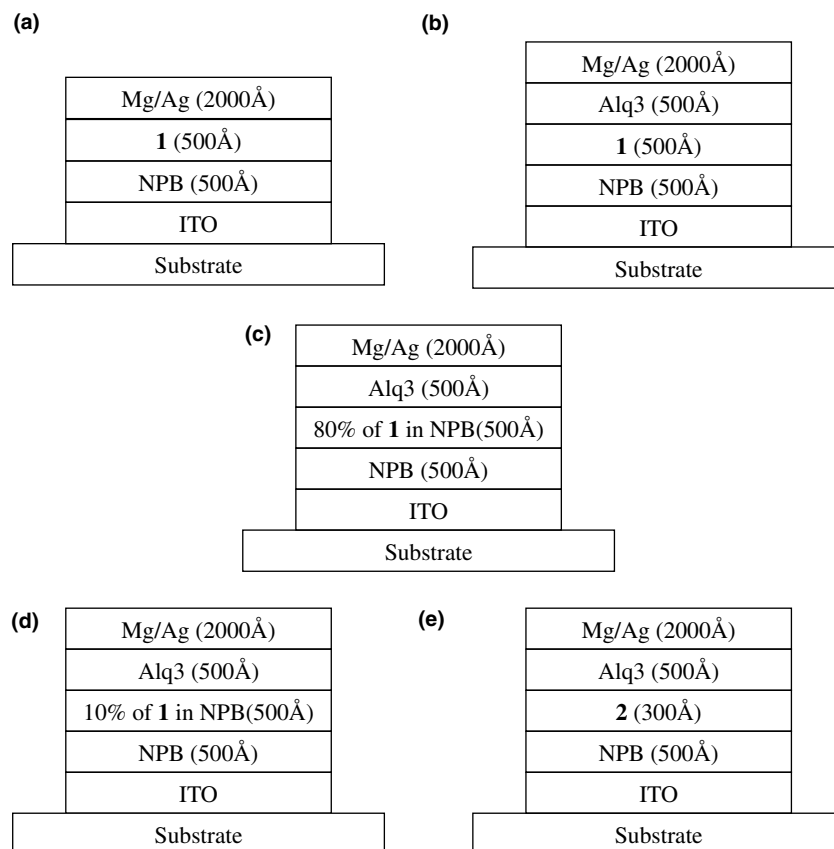 (a)
Mg/Ag (2000Å)
1 (500Å)
NPB (500Å)
ITO
Substrate
(b)
Mg/Ag (2000Å)
Alq3 (500Å)
1 (500Å)
NPB (500Å)
ITO
Substrate
(c)
Mg/Ag (2000Å)
Alq3 (500Å)
80% of 1 in NPB(500Å)
NPB (500Å)
ITO
Substrate
(d)
Mg/Ag (2000Å)
Alq3 (500Å)
10% of 1 in NPB(500Å)
NPB (500Å)
ITO
Substrate
(e)
Mg/Ag (2000Å)
Alq3 (500Å)
2 (300Å)
NPB (500Å)
ITO
Substrate